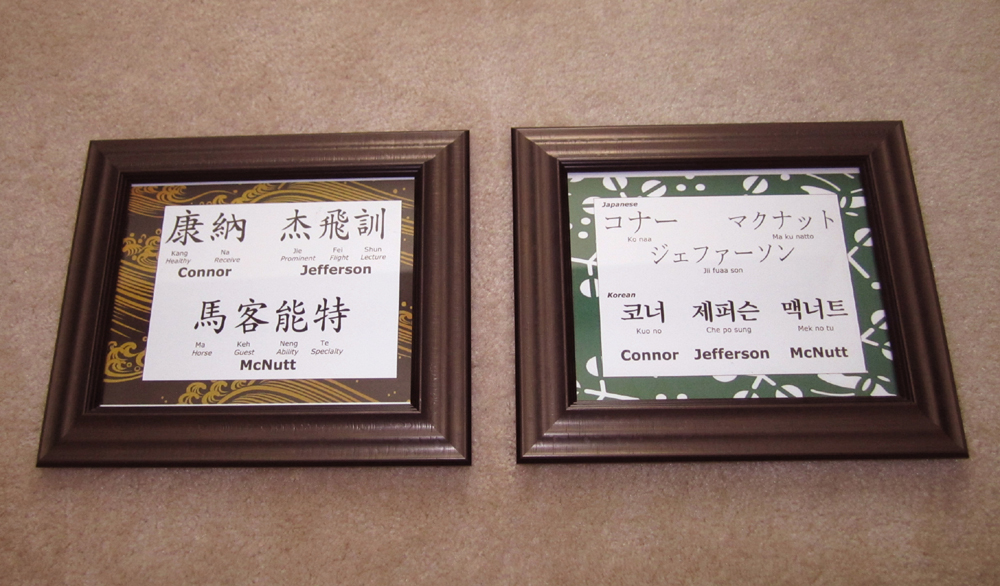 康納 杰飛訓
Kang Na Jie Fei Shun
Healthy Receive Prominent Flight Lecture
Connor Jefferson
馬客能特
Ma Keh Neng Te
Horse Guest Ability Specialty
McNutt
Japanese
コナー マクナット
Ko naa Ma ku natto
ジェファーソン
Jii fuaa son
Korean
코너 제퍼슨 맥너트
Kuo no Che po sung Mek no tu
Connor Jefferson McNutt